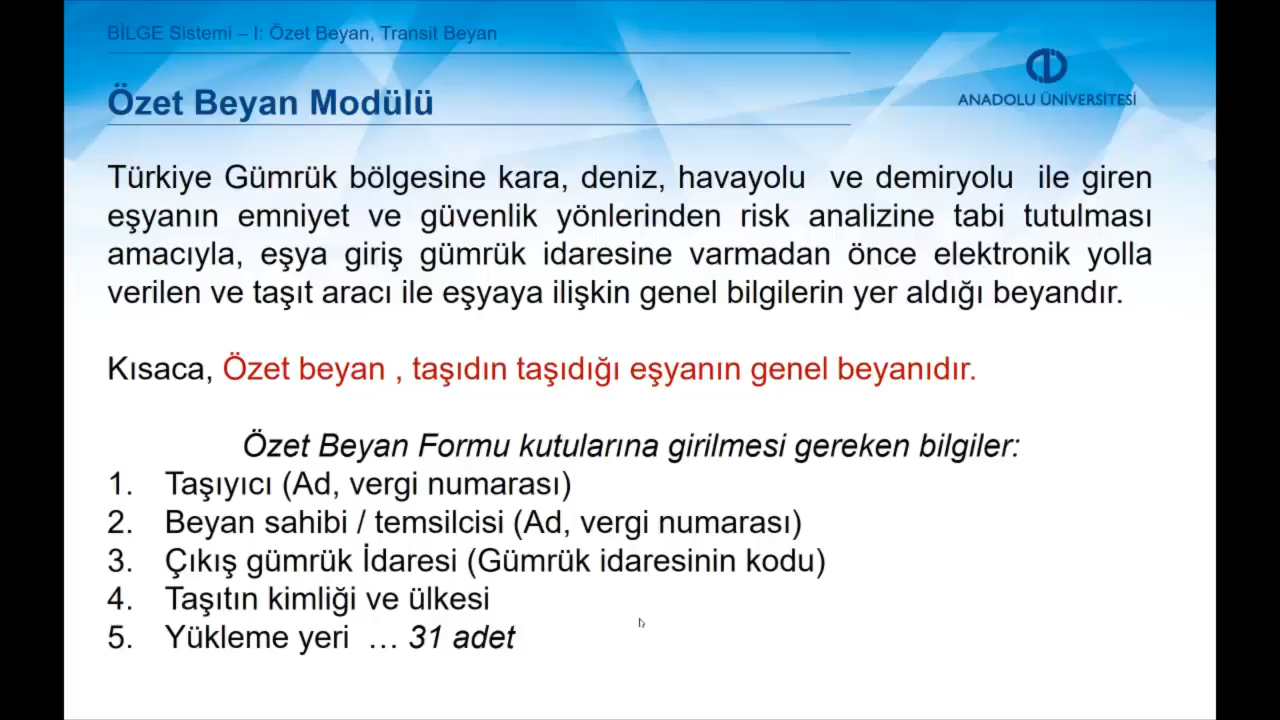 BİLGE Sistemi – I: Özet Beyan, Transit Beyan
ANADOLU ÜNİVERSİTESİ
Özet Beyan Modülü
Türkiye Gümrük bölgesine kara, deniz, havayolu ve demiryolu ile giren
eşyanın emniyet ve güvenlik yönlerinden risk analizine tabi tutulması
amacıyla, eşya giriş gümrük idaresine varmadan önce elektronik yolla
verilen ve taşıt aracı ile eşyaya ilişkin genel bilgilerin yer aldığı beyandır.
Kısaca, Özet beyan , taşıdın taşıdığı eşyanın genel beyanıdır.
Özet Beyan Formu kutularına girilmesi gereken bilgiler:
1. Taşıyıcı (Ad, vergi numarası)
2. Beyan sahibi / temsilcisi (Ad, vergi numarası)
3. Çıkış gümrük İdaresi (Gümrük idaresinin kodu)
4. Taşıtın kimliği ve ülkesi
5. Yükleme yeri … 31 adet